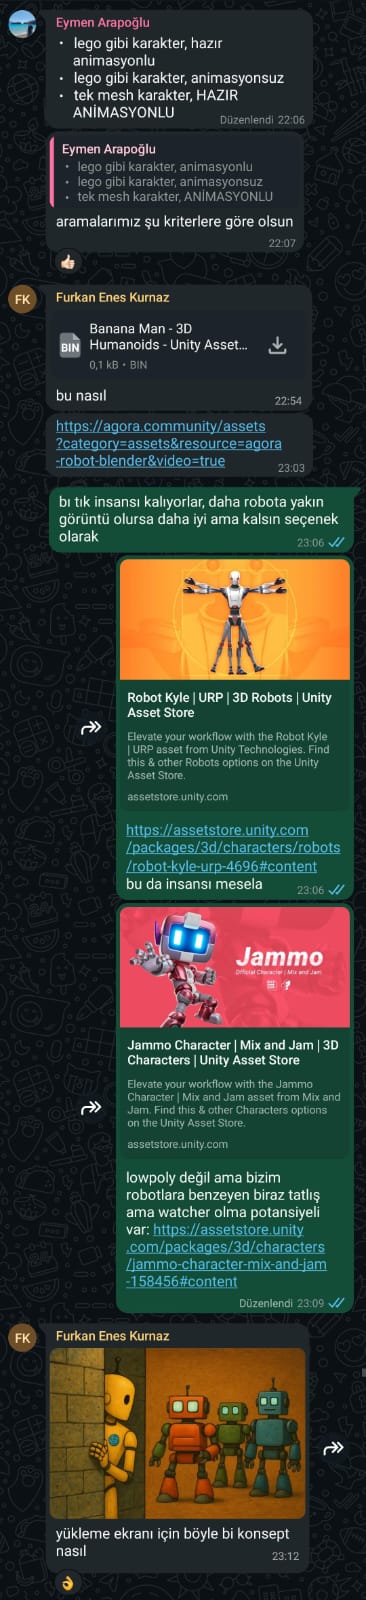 Eymen Arapoğlu
• lego gibi karakter, hazır
animasyonlu
• lego gibi karakter, animasyonsuz
• tek mesh karakter, HAZIR
ANİMASYONLU
Düzenlendi 22:06
Eymen Arapoğlu
• lego gibi karakter, animasyonlu
• lego gibi karakter, animasyonsuz
• tek mesh karakter, ANİMASYONLU
aramalarımız şu kriterlere göre olsun
22:07
FK
Furkan Enes Kurnaz
BIN
Banana Man - 3D
Humanoids - Unity Asset...
0,1 kB • BIN
bu nasıl
22:54
https://agora.community/assets
?category=assets&resource=agora
-robot-blender&video=true
23:03
bı tık insansı kalıyorlar, daha robota yakın
görüntü olursa daha iyi ama kalsın seçenek
olarak
23:06
Robot Kyle | URP | 3D Robots | Unity
Asset Store
Elevate your workflow with the Robot Kyle
| URP asset from Unity Technologies. Find
this & other Robots options on the Unity
Asset Store.
assetstore.unity.com
https://assetstore.unity.com
/packages/3d/characters/robots
/robot-kyle-urp-4696#content
bu da insansı mesela
23:06
Jammo
Official Character | Mix and Jam
Jammo Character | Mix and Jam | 3D
Characters | Unity Asset Store
Elevate your workflow with the Jammo
Character | Mix and Jam asset from Mix and
Jam. Find this & other Characters options
on the Unity Asset Store.
assetstore.unity.com
lowpoly değil ama bizim
robotlara benzeyen biraz tatlış
ama watcher olma potansiyeli
var: https://assetstore.unity
.com/packages/3d/characters
/jammo-character-mix-and-jam
-158456#content
Düzenlendi 23:09
FK
Furkan Enes Kurnaz
yükleme ekranı için böyle bi konsept
nasıl
23:12